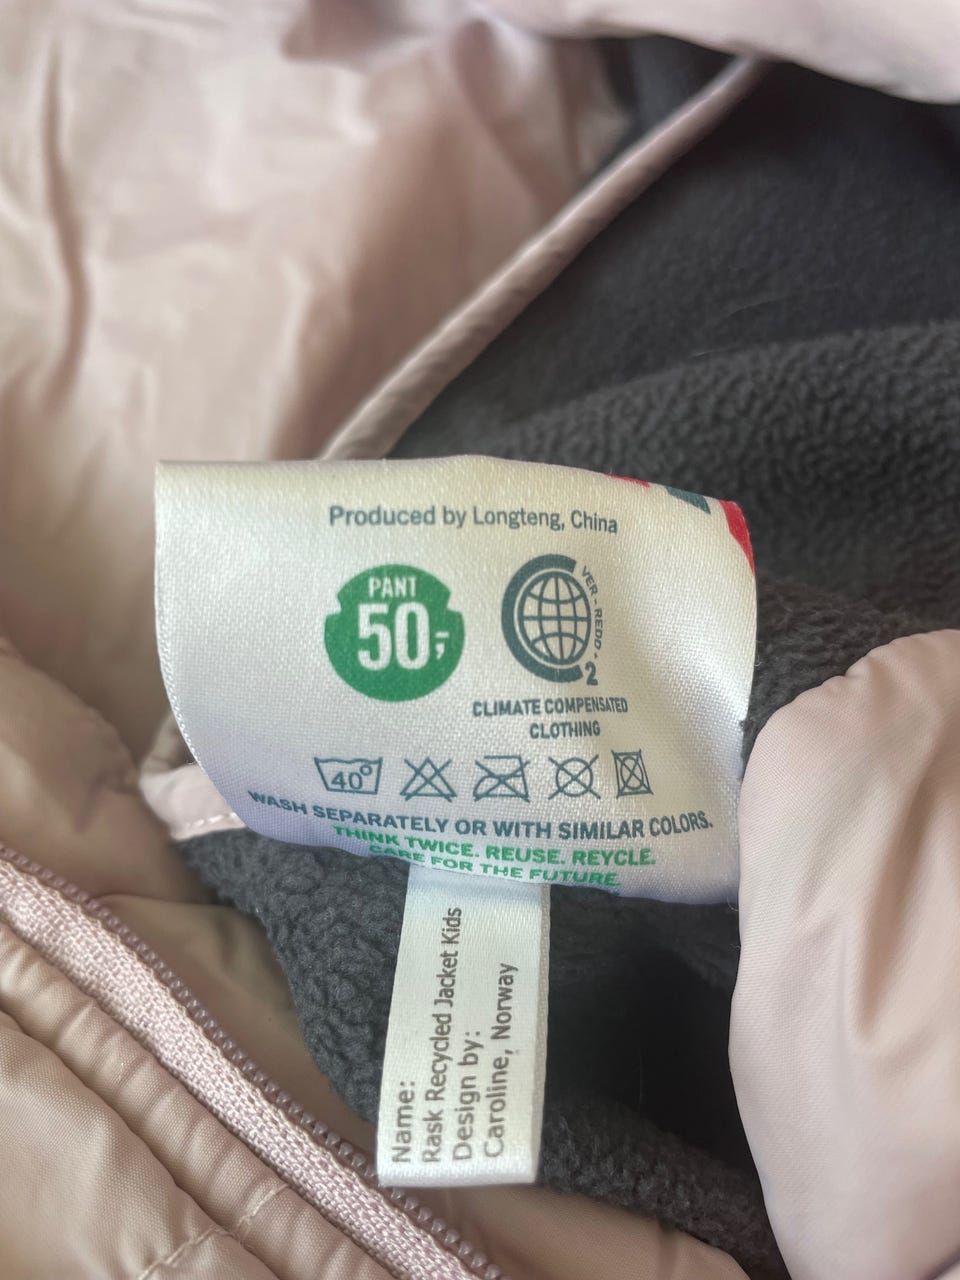 Produced by Longteng, China
PANT
50,-
VER - REDD +
2
CLIMATE COMPENSATED
CLOTHING
40°
WASH SEPARATELY OR WITH SIMILAR COLORS.
THINK TWICE. REUSE. REYCLE.
CARE FOR THE FUTURE.
Name:
Rask Recycled Jacket Kids
Design by:
Caroline, Norway